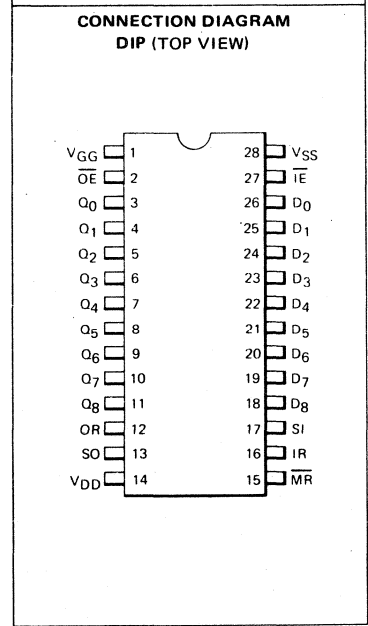 CONNECTION DIAGRAM
DIP (TOP VIEW)
VGG 1 28 VSS
OE 2 27 IE
Q0 3 26 D0
Q1 4 25 D1
Q2 5 24 D2
Q3 6 23 D3
Q4 7 22 D4
Q5 8 21 D5
Q6 9 20 D6
Q7 10 19 D7
Q8 11 18 D8
OR 12 17 SI
SO 13 16 IR
VDD 14 15 MR